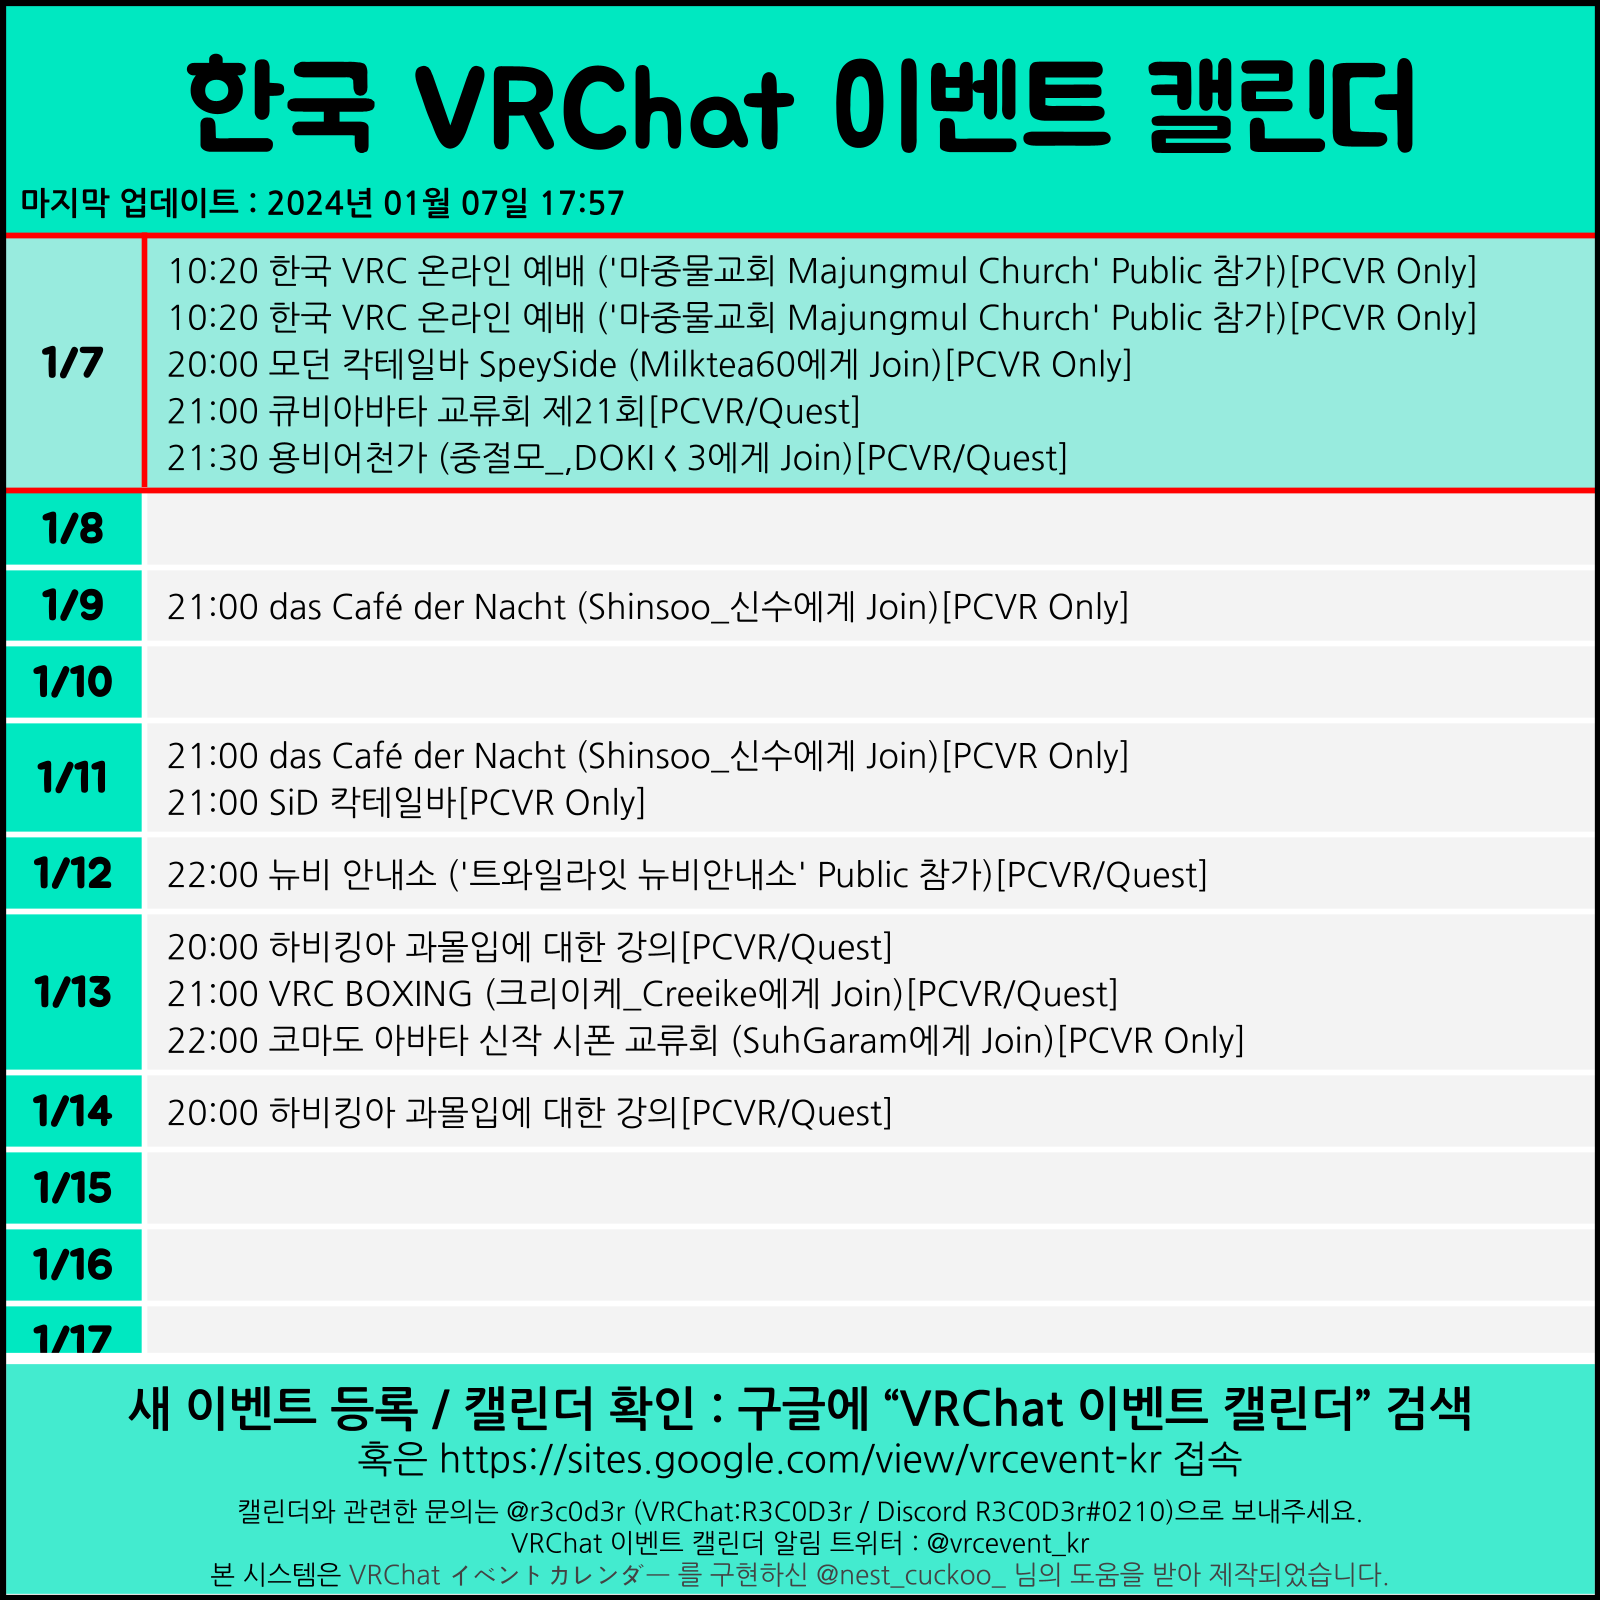 한국 VRChat 이벤트 캘린더
마지막 업데이트 : 2024년 01월 07일 17:57
1/7
10:20 한국 VRC 온라인 예배 ('마중물교회 Majungmul Church' Public 참가)[PCVR Only]
10:20 한국 VRC 온라인 예배 ('마중물교회 Majungmul Church' Public 참가)[PCVR Only]
20:00 모던 칵테일바 SpeySide (Milktea60에게 Join)[PCVR Only]
21:00 큐비아바타 교류회 제21회[PCVR/Quest]
21:30 용비어천가 (중절모_,DOKIく3에게 Join)[PCVR/Quest]
1/8
1/9
21:00 das Café der Nacht (Shinsoo_신수에게 Join)[PCVR Only]
1/10
1/11
21:00 das Café der Nacht (Shinsoo_신수에게 Join)[PCVR Only]
21:00 SiD 칵테일바[PCVR Only]
1/12
22:00 뉴비 안내소 ('트와일라잇 뉴비안내소' Public 참가)[PCVR/Quest]
1/13
20:00 하비킹아 과몰입에 대한 강의[PCVR/Quest]
21:00 VRC BOXING (크리이케_Creeike에게 Join)[PCVR/Quest]
22:00 코마도 아바타 신작 시폰 교류회 (SuhGaram에게 Join)[PCVR Only]
1/14
20:00 하비킹아 과몰입에 대한 강의[PCVR/Quest]
1/15
1/16
1/17
새 이벤트 등록 / 캘린더 확인 : 구글에 “VRChat 이벤트 캘린더” 검색
혹은 https://sites.google.com/view/vrcevent-kr 접속
캘린더와 관련한 문의는 @r3c0d3r (VRChat:R3C0D3r / Discord R3C0D3r#0210)으로 보내주세요.
VRChat 이벤트 캘린더 알림 트위터 : @vrcevent_kr
본 시스템은 VRChat イベントカレンダー 를 구현하신 @nest_cuckoo_ 님의 도움을 받아 제작되었습니다.